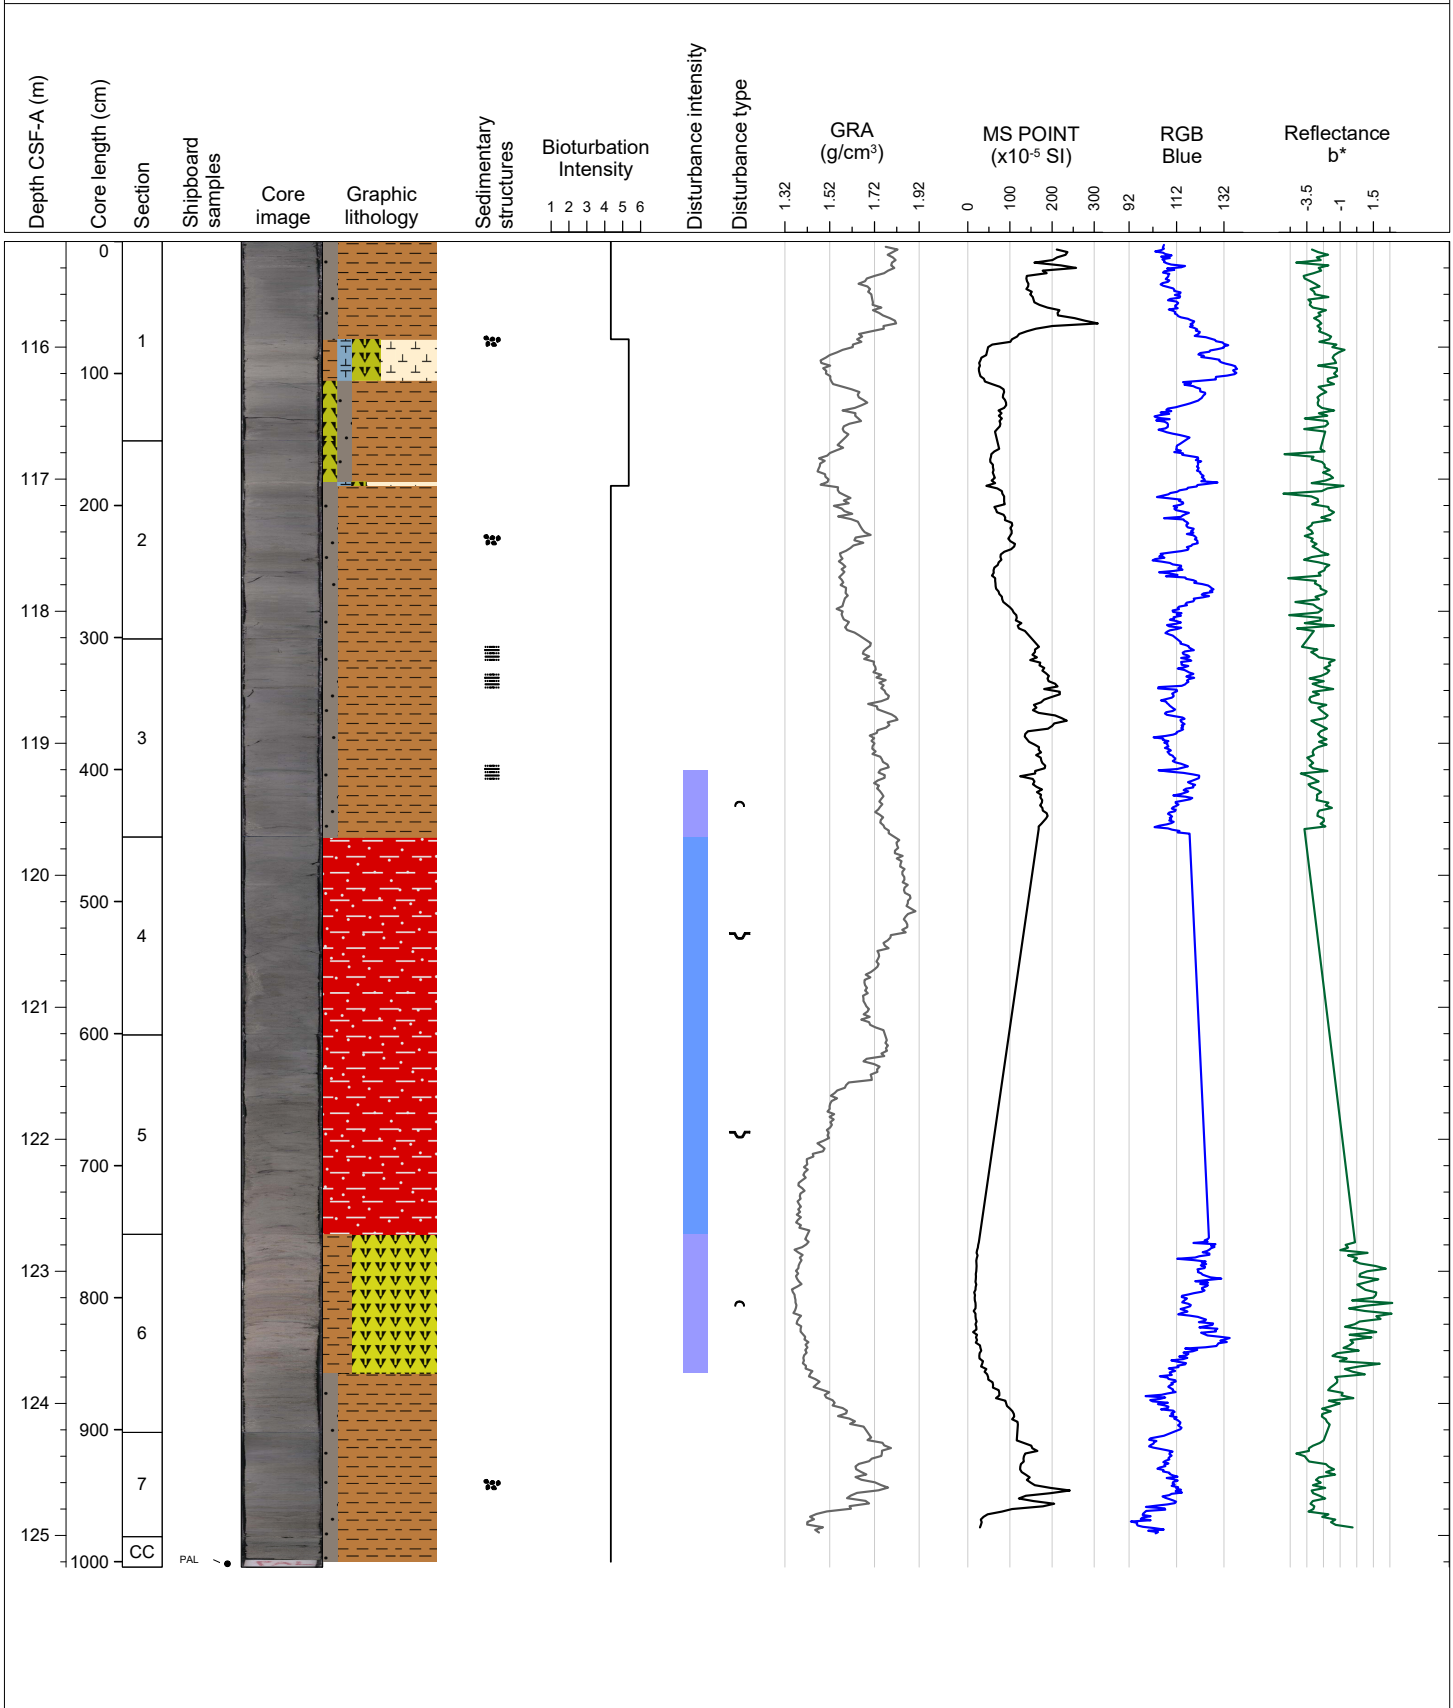 Depth CSF-A (m)
Core length (cm)
Section
Shipboard
samples
Core
image
Graphic
lithology
Sedimentary
structures
Bioturbation
Intensity
1 2 3 4 5 6
Disturbance intensity
Disturbance type
GRA
(g/cm³)
1.32 1.52 1.72 1.92
MS POINT
(x10⁻⁵ SI)
0 100 200 300
RGB
Blue
92 112 132
Reflectance
b*
-3.5 -1 1.5
0
1
116
100
117
200
2
118
300
3
119
400
120
500
4
121
600
5
122
700
123
800
6
124
900
7
125
CC
PAL
1000